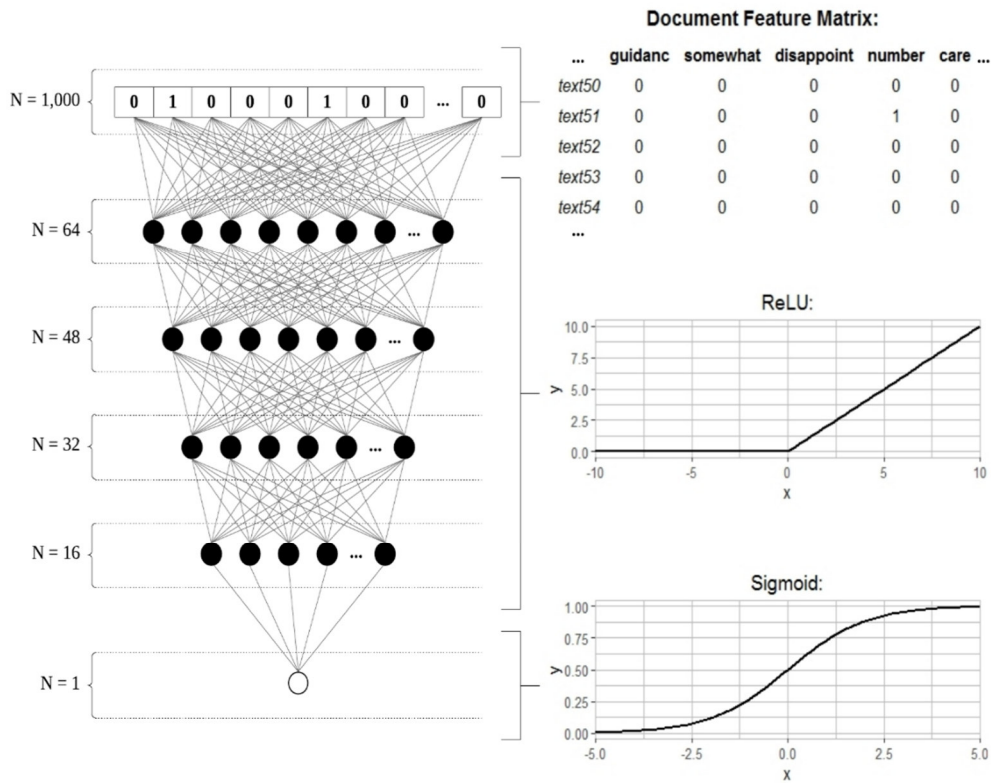 Document Feature Matrix:
... guidanc somewhat disappoint number care ...
text50 0 0 0 0 0
text51 0 0 0 1 0
text52 0 0 0 0 0
text53 0 0 0 0 0
text54 0 0 0 0 0
...
N = 1,000
0 1 0 0 0 1 0 0 ... 0
N = 64
...
N = 48
...
N = 32
...
N = 16
...
N = 1
ReLU:
10.0
7.5
5.0
2.5
0.0
y
-10 -5 0 5 10
x
Sigmoid:
1.00
0.75
0.50
0.25
0.00
y
-5.0 -2.5 0.0 2.5 5.0
x